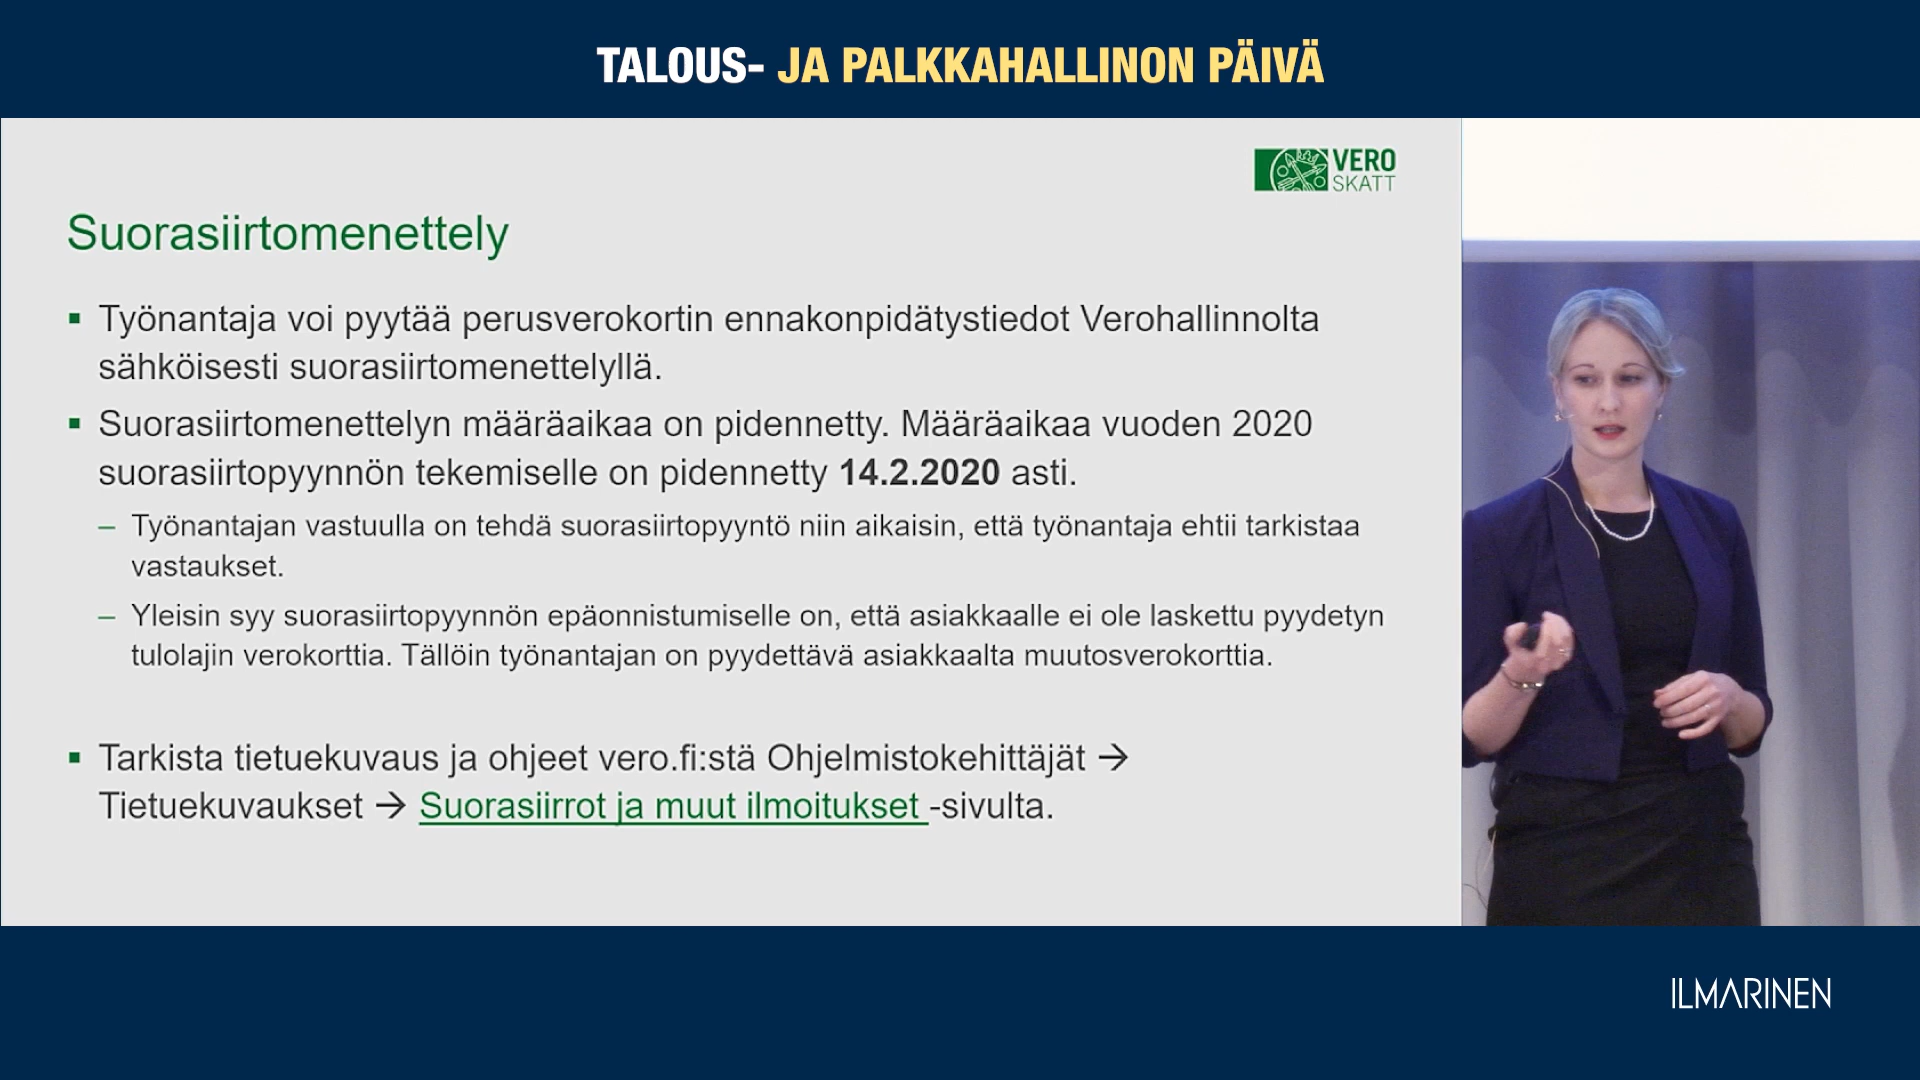 TALOUS- JA PALKKAHALLINON PÄIVÄ
VERO
SKATT
Suorasiirtomenettely
▪ Työnantaja voi pyytää perusverokortin ennakonpidätystiedot Verohallinnolta
sähköisesti suorasiirtomenettelyllä.
▪ Suorasiirtomenettelyn määräaikaa on pidennetty. Määräaikaa vuoden 2020
suorasiirtopyynnön tekemiselle on pidennetty 14.2.2020 asti.
– Työnantajan vastuulla on tehdä suorasiirtopyyntö niin aikaisin, että työnantaja ehtii tarkistaa
vastaukset.
– Yleisin syy suorasiirtopyynnön epäonnistumiselle on, että asiakkaalle ei ole laskettu pyydetyn
tulolajin verokorttia. Tällöin työnantajan on pyydettävä asiakkaalta muutosverokorttia.
▪ Tarkista tietuekuvaus ja ohjeet vero.fi:stä Ohjelmistokehittäjät →
Tietuekuvaukset → Suorasiirrot ja muut ilmoitukset -sivulta.
ILMARINEN